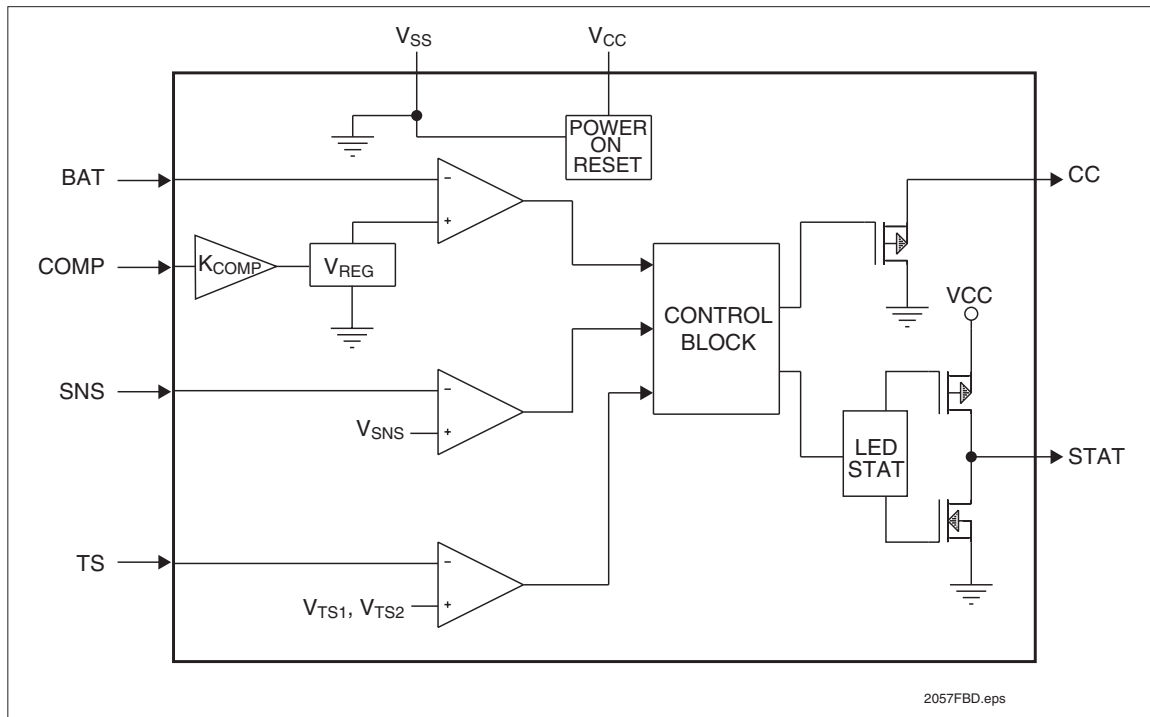 VSS
VCC
POWER
ON
RESET
BAT
-
+
CC
COMP
KCOMP
VREG
VCC
CONTROL
BLOCK
SNS
-
VSNS
+
LED
STAT
STAT
TS
-
VTS1, VTS2
+
2057FBD.eps